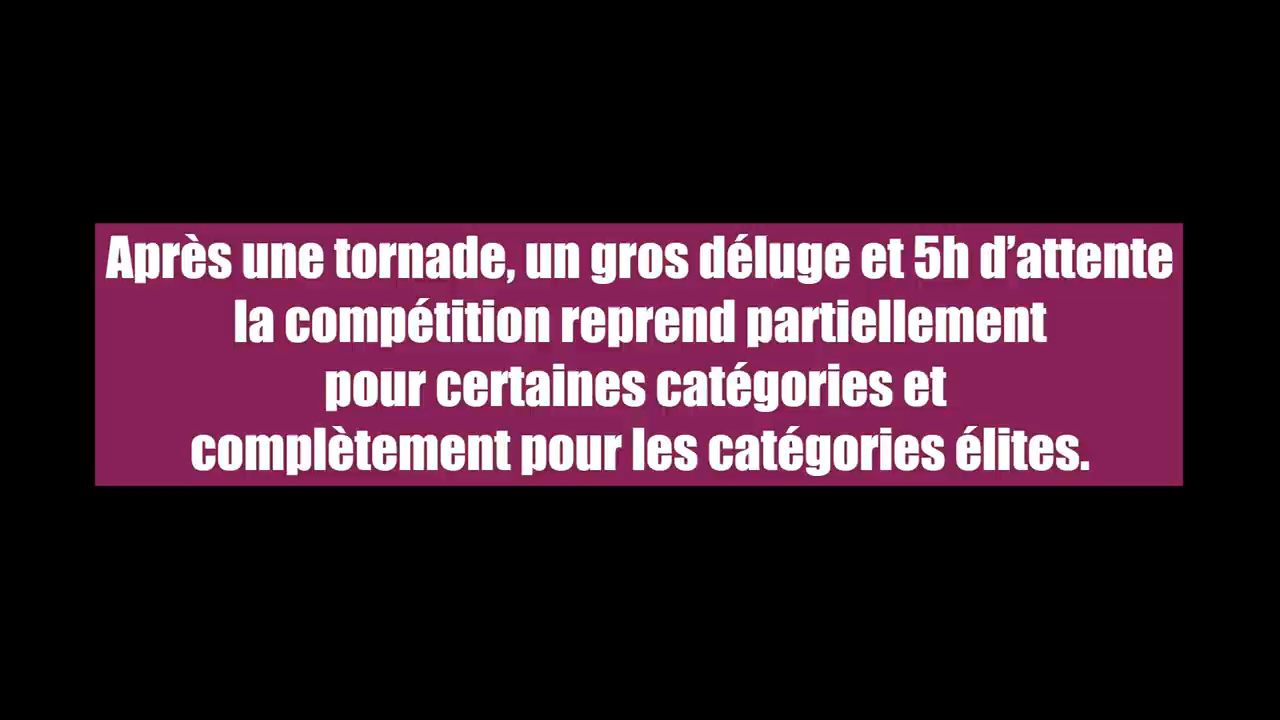 Après une tornade, un gros déluge et 5h d’attente
la compétition reprend partiellement
pour certaines catégories et
complètement pour les catégories élites.